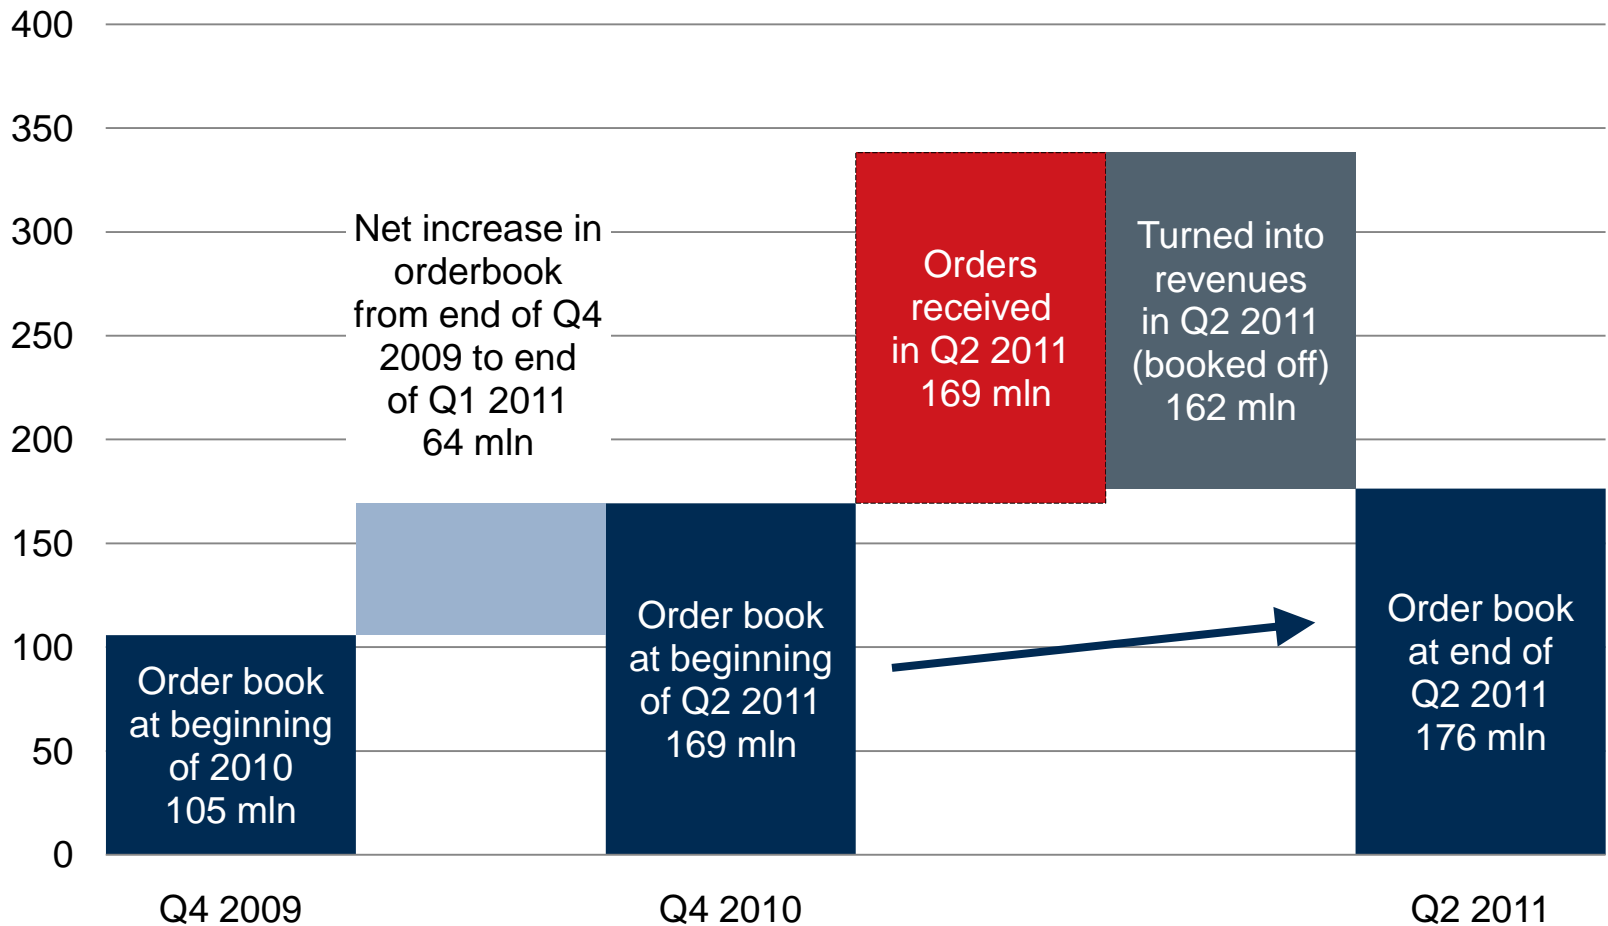 400
350
300
250
200
150
100
50
0
Net increase in
orderbook
from end of Q4
2009 to end
of Q1 2011
64 mln
Orders
received
in Q2 2011
169 mln
Turned into
revenues
in Q2 2011
(booked off)
162 mln
Order book
at beginning
of 2010
105 mln
Order book
at beginning
of Q2 2011
169 mln
Order book
at end of
Q2 2011
176 mln
Q4 2009
Q4 2010
Q2 2011